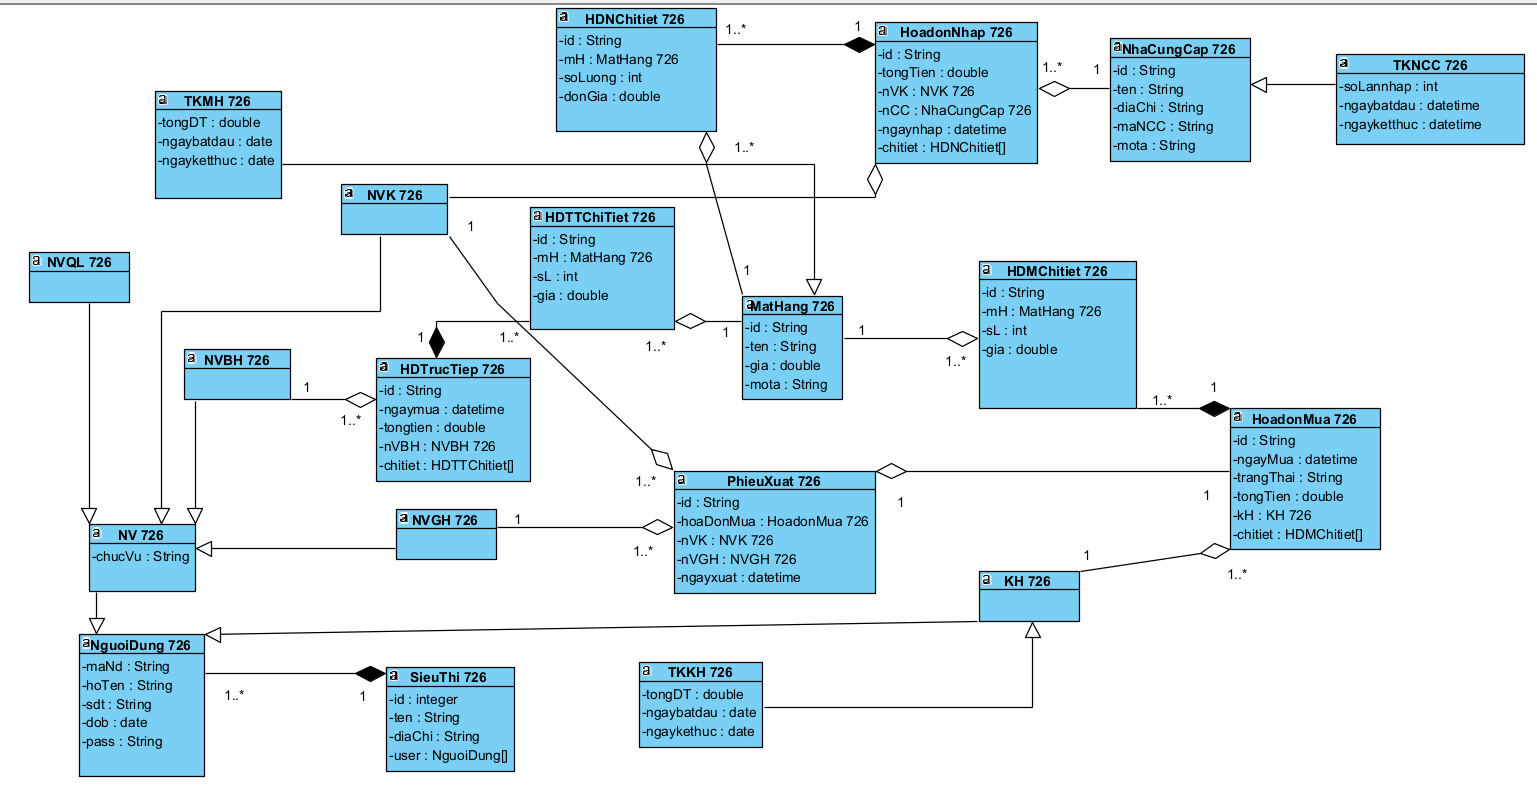 HDNChitiet 726
-id : String
-mH : MatHang 726
-soLuong : int
-donGia : double
1..*
1
HoadonNhap 726
-id : String
-tongTien : double
-nVK : NVK 726
-nCC : NhaCungCap 726
-ngaynhap : datetime
-chitiet : HDNChitiet[]
1..*
1
NhaCungCap 726
-id : String
-ten : String
-diaChi : String
-maNCC : String
-mota : String
TKNCC 726
-soLannhap : int
-ngaybatdau : datetime
-ngayketthuc : datetime
TKMH 726
-tongDT : double
-ngaybatdau : date
-ngayketthuc : date
1..*
NVK 726
1
HDTTChiTiet 726
-id : String
-mH : MatHang 726
-sL : int
-gia : double
1
NVQL 726
HDMChitiet 726
-id : String
-mH : MatHang 726
-sL : int
-gia : double
MatHang 726
-id : String
-ten : String
-gia : double
-mota : String
1
1..*
1..*
1
1
1..*
NVBH 726
1
1..*
HDTrucTiep 726
-id : String
-ngaymua : datetime
-tongtien : double
-nVBH : NVBH 726
-chitiet : HDTTChitiet[]
1..*
1
HoadonMua 726
-id : String
-ngayMua : datetime
-trangThai : String
-tongTien : double
-kH : KH 726
-chitiet : HDMChitiet[]
1..*
PhieuXuat 726
-id : String
-hoaDonMua : HoadonMua 726
-nVK : NVK 726
-nVGH : NVGH 726
-ngayxuat : datetime
1
1
NVGH 726
1
1..*
NV 726
-chucVu : String
1
1..*
KH 726
NguoiDung 726
-maNd : String
-hoTen : String
-sdt : String
-dob : date
-pass : String
1..*
1
SieuThi 726
-id : integer
-ten : String
-diaChi : String
-user : NguoiDung[]
TKKH 726
-tongDT : double
-ngaybatdau : date
-ngaykethuc : date